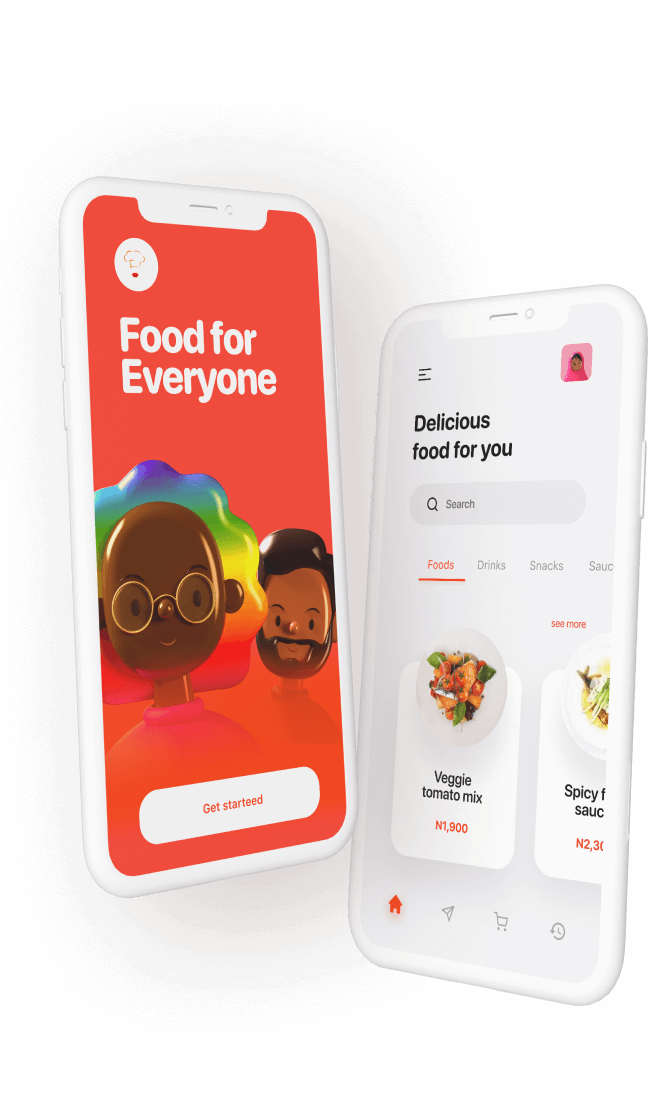 Food for
Everyone
Get starteed
Delicious
food for you
Search
Foods Drinks Snacks Sauc
see more
Veggie
tomato mix
N1,900
Spicy f
sauc
N2,30